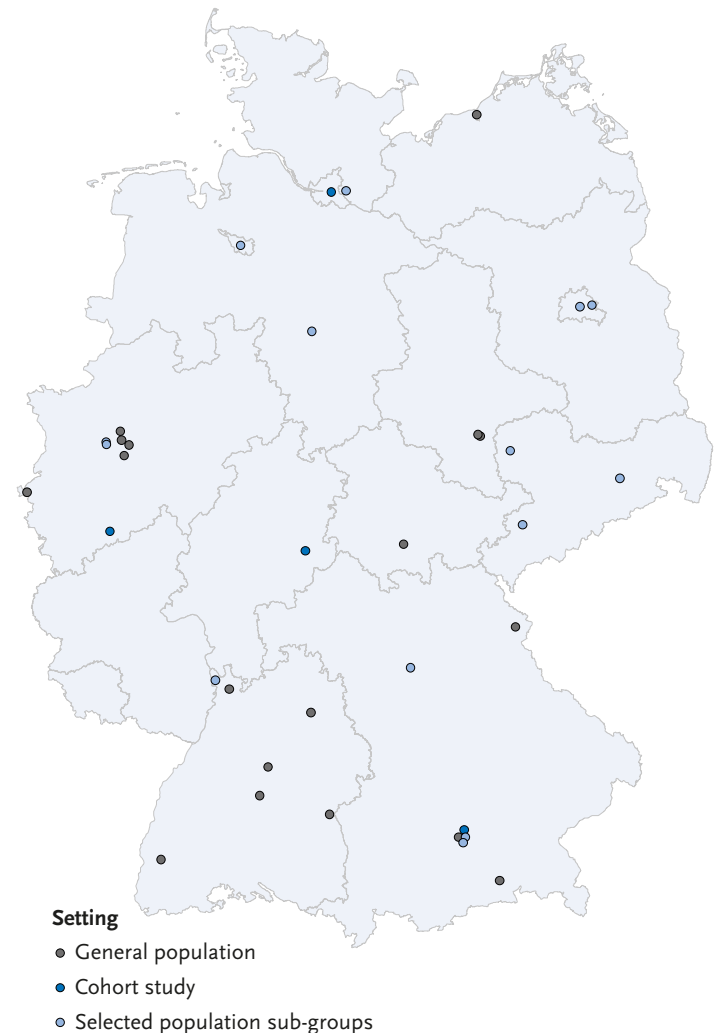 Setting
General population
Cohort study
Selected population sub-groups